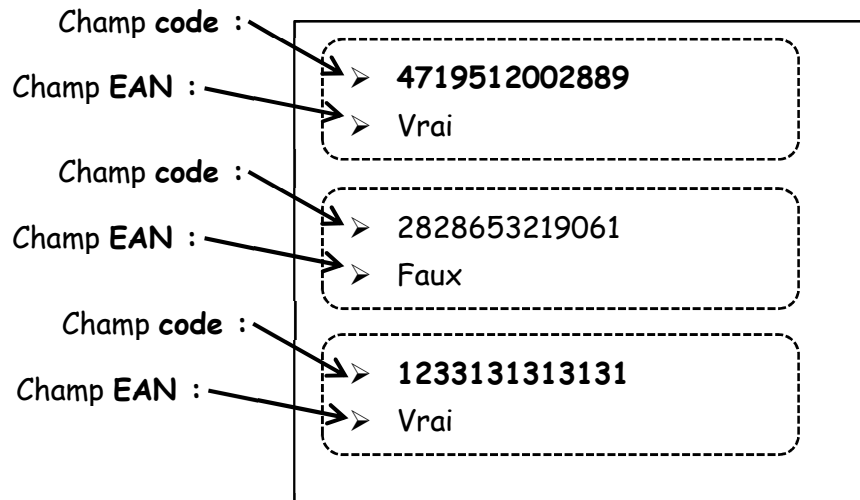 Champ code :
➢ 4719512002889
Champ EAN :
➢ Vrai
Champ code :
➢ 2828653219061
Champ EAN :
➢ Faux
Champ code :
➢ 1233131313131
Champ EAN :
➢ Vrai